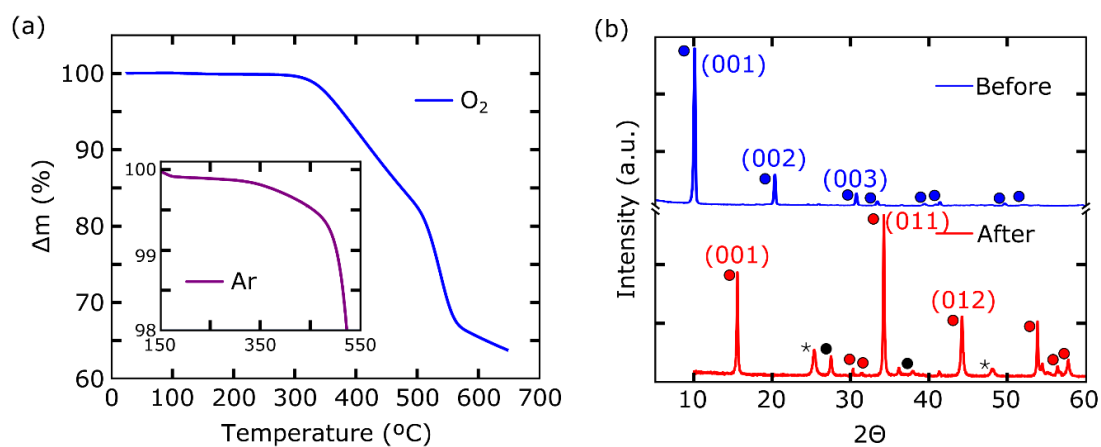 (a)
100
90
80
70
60
Δm (%)
O2
100
99
98
Ar
150 350 550
0 100 200 300 400 500 600 700
Temperature (ºC)
(b)
Intensity (a.u.)
(001)
Before
(002)
(003)
(011)
After
(001)
(012)
*
*
10 20 30 40 50 60
2Θ